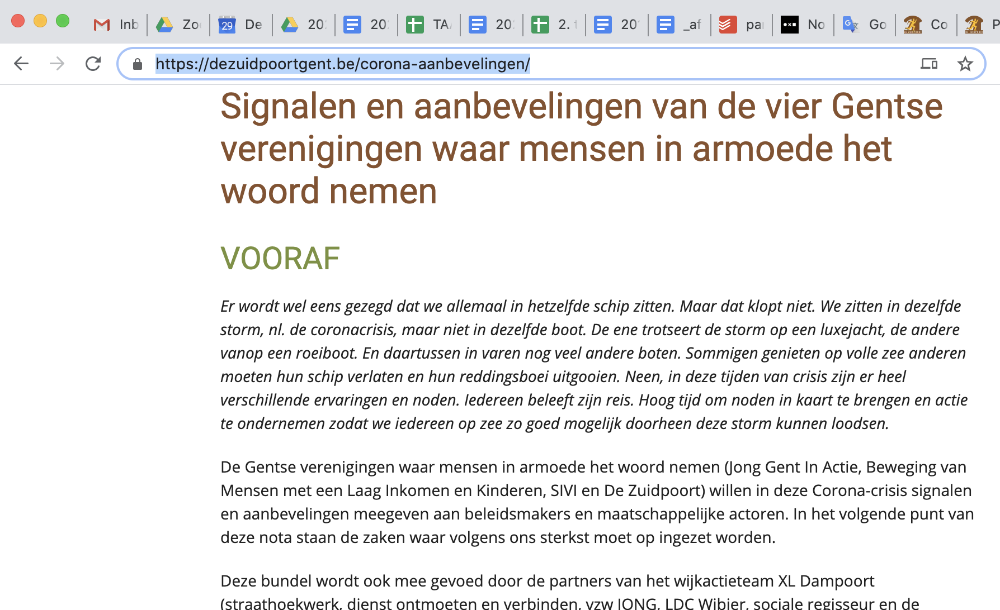 Inb Zo 29 De 20 20 TA 20 2. 20 _af pa No Go Co P
https://dezuidpoortgent.be/corona-aanbevelingen/
Signalen en aanbevelingen van de vier Gentse
verenigingen waar mensen in armoede het
woord nemen
VOORAF
Er wordt wel eens gezegd dat we allemaal in hetzelfde schip zitten. Maar dat klopt niet. We zitten in dezelfde
storm, nl. de coronacrisis, maar niet in dezelfde boot. De ene trotseert de storm op een luxejacht, de andere
vanop een roeiboot. En daartussen in varen nog veel andere boten. Sommigen genieten op volle zee anderen
moeten hun schip verlaten en hun reddingsboei uitgooien. Neen, in deze tijden van crisis zijn er heel
verschillende ervaringen en noden. Iedereen beleeft zijn reis. Hoog tijd om noden in kaart te brengen en actie
te ondernemen zodat we iedereen op zee zo goed mogelijk doorheen deze storm kunnen loodsen.
De Gentse verenigingen waar mensen in armoede het woord nemen (Jong Gent In Actie, Beweging van
Mensen met een Laag Inkomen en Kinderen, SIVI en De Zuidpoort) willen in deze Corona-crisis signalen
en aanbevelingen meegeven aan beleidsmakers en maatschappelijke actoren. In het volgende punt van
deze nota staan de zaken waar volgens ons sterkst moet op ingezet worden.
Deze bundel wordt ook mee gevoed door de partners van het wijkactieteam XL Dampoort
(straathoekwerk, dienst ontmoeten en verbinden, vzw JONG, LDC Wibier, sociale regisseur en de